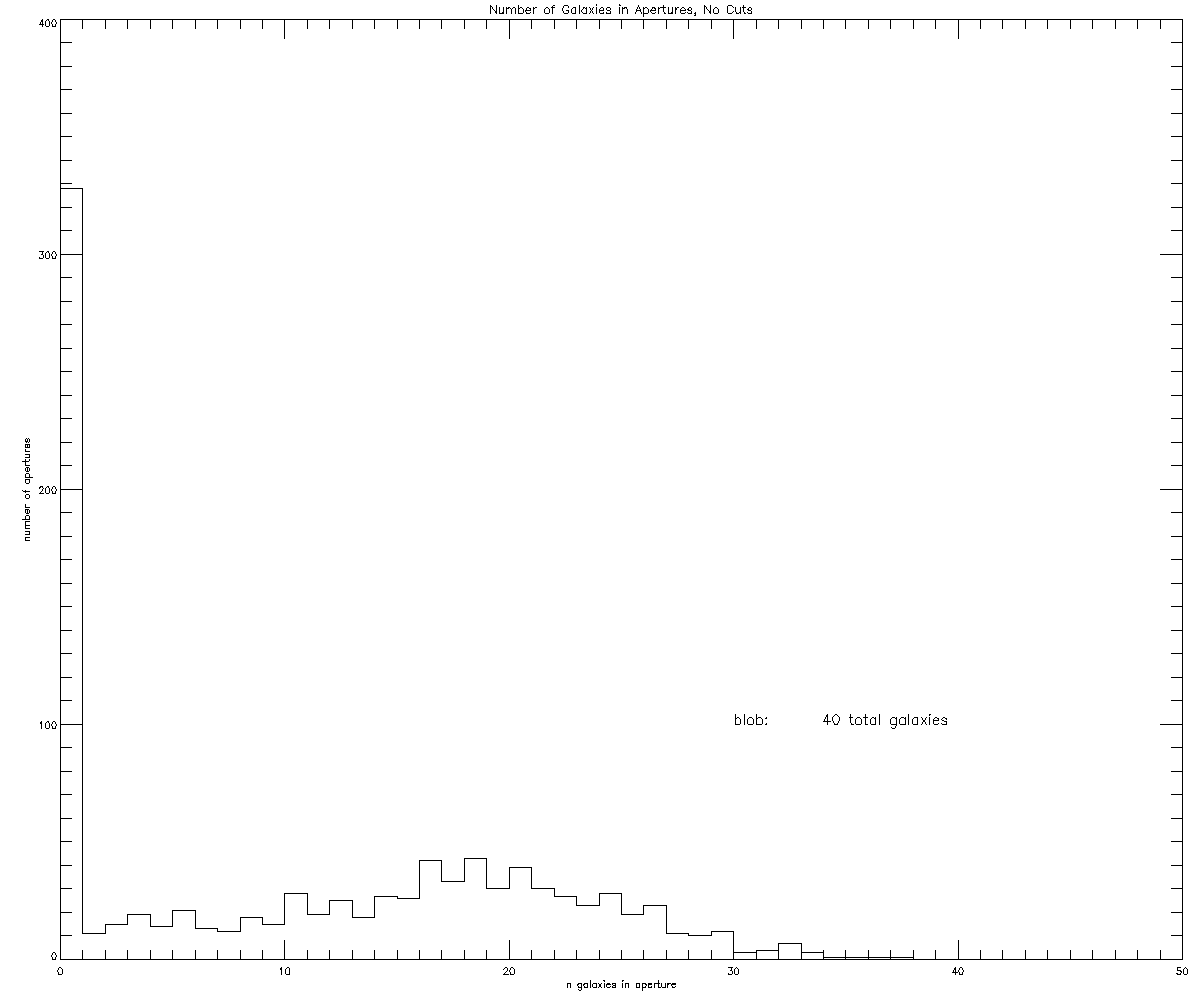 Number of Galaxies in Apertures, No Cuts
400
300
200
100
0
number of apertures
blob: 40 total galaxies
0 10 20 30 40 50
n galaxies in aperture